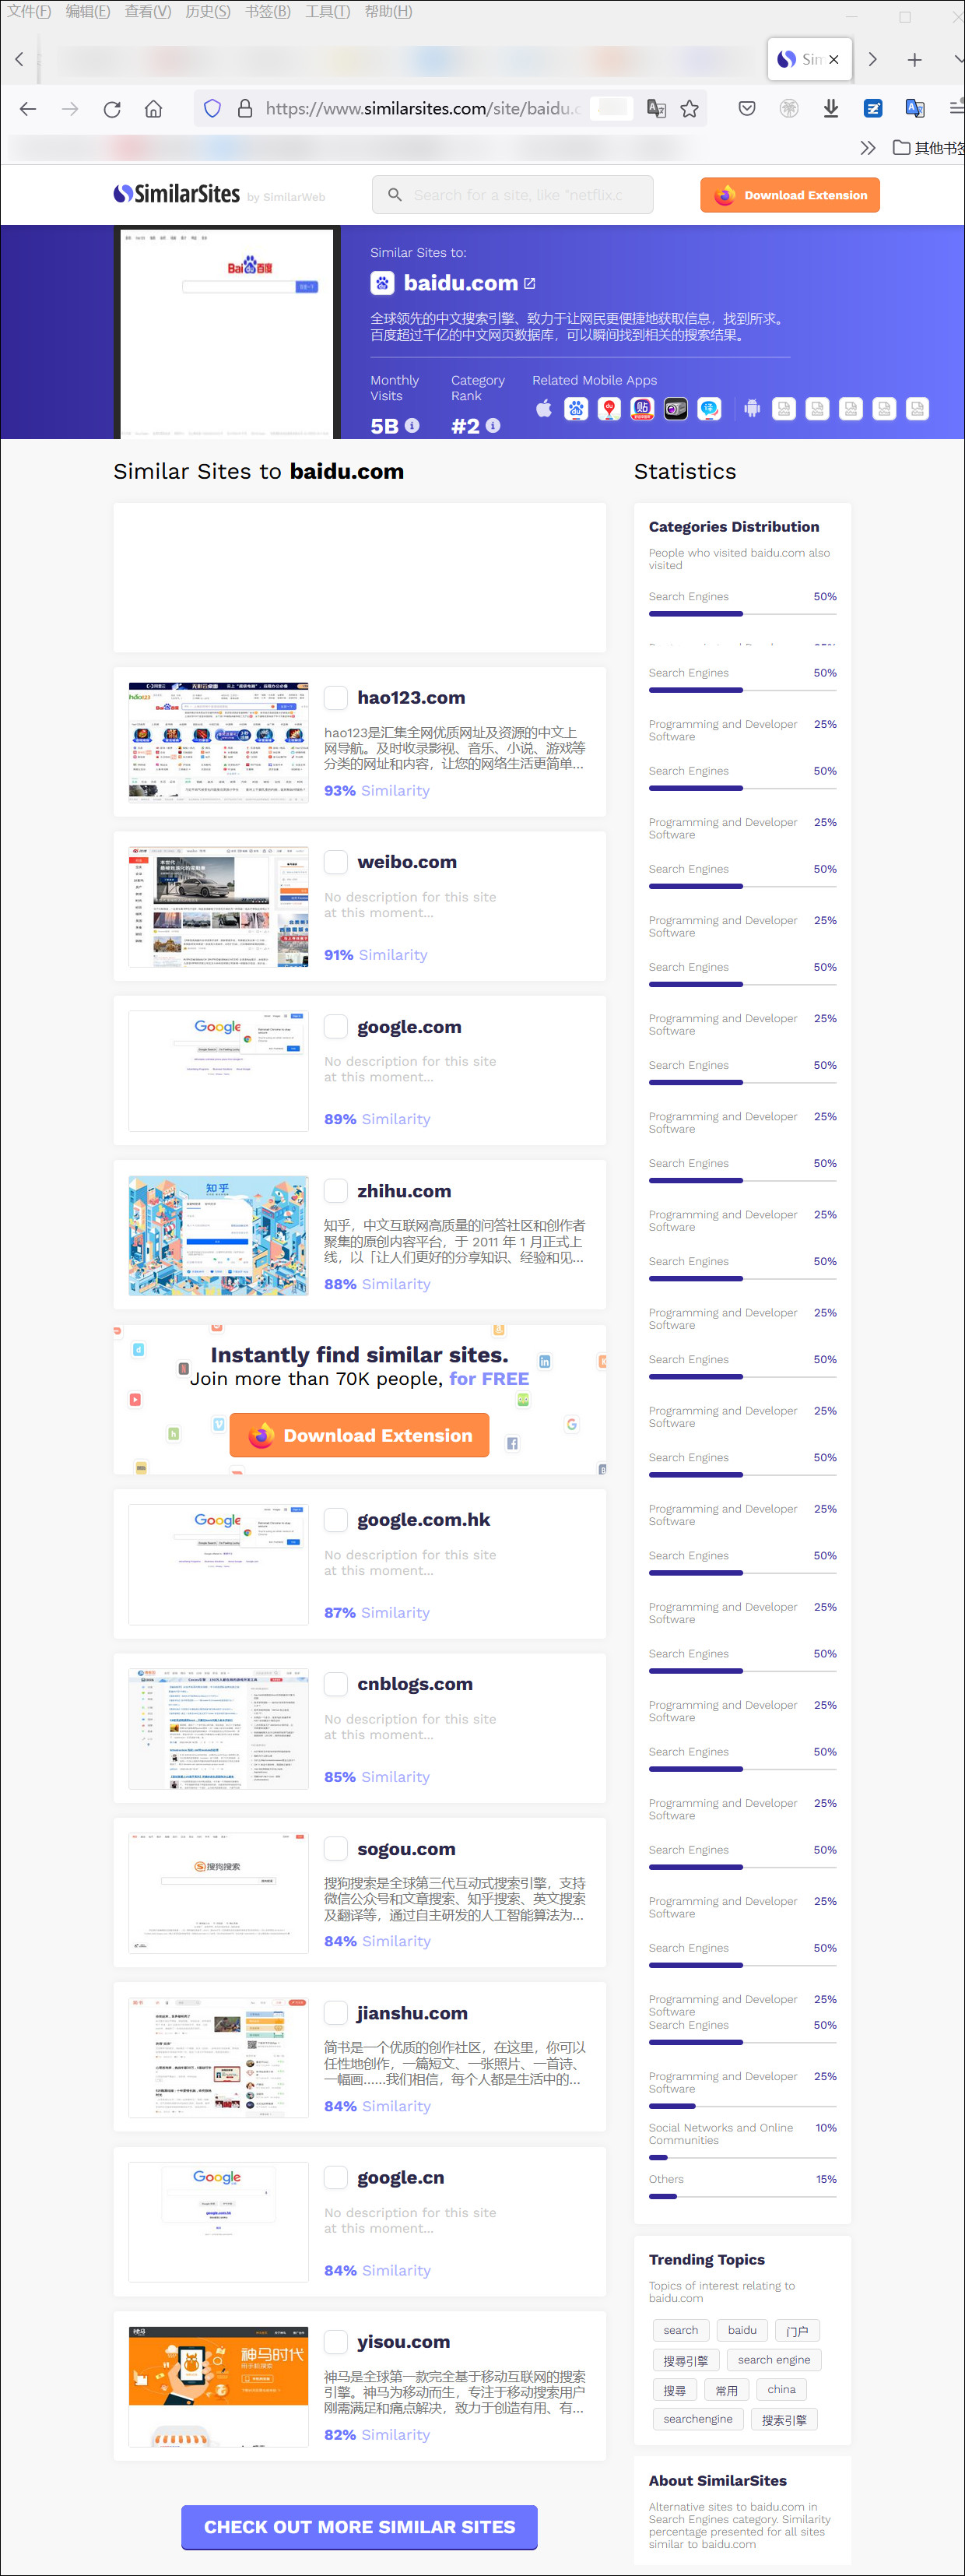 文件(F) 编辑(E) 查看(V) 历史(S) 书签(B) 工具(T) 帮助(H)
Sim
https://www.similarsites.com/site/baidu.c
其他书签
SimilarSites by SimilarWeb
Search for a site, like "netflix.c
Download Extension
Similar Sites to:
baidu.com
全球领先的中文搜索引擎、致力于让网民更便捷地获取信息，找到所求。
百度超过千亿的中文网页数据库，可以瞬间找到相关的搜索结果。
Monthly Visits
Category Rank
Related Mobile Apps
5B
#2
Similar Sites to baidu.com
hao123.com
hao123是汇集全网优质网址及资源的中文上
网导航。及时收录影视、音乐、小说、游戏等
分类的网址和内容，让您的网络生活更简单...
93% Similarity
weibo.com
No description for this site
at this moment...
91% Similarity
google.com
No description for this site
at this moment...
89% Similarity
知乎
zhihu.com
知乎，中文互联网高质量的问答社区和创作者
聚集的原创内容平台，于 2011 年 1 月正式上
线，以「让人们更好的分享知识、经验和见...
88% Similarity
Instantly find similar sites.
Join more than 70K people, for FREE
Download Extension
google.com.hk
No description for this site
at this moment...
87% Similarity
cnblogs.com
No description for this site
at this moment...
85% Similarity
搜狗搜索
sogou.com
搜狗搜索是全球第三代互动式搜索引擎，支持
微信公众号和文章搜索、知乎搜索、英文搜索
及翻译等，通过自主研发的人工智能算法为...
84% Similarity
jianshu.com
简书是一个优质的创作社区，在这里，你可以
任性地创作，一篇短文、一张照片、一首诗、
一幅画......我们相信，每个人都是生活中的...
84% Similarity
Google
google.cn
No description for this site
at this moment...
84% Similarity
神马时代
yisou.com
神马是全球第一款完全基于移动互联网的搜索
引擎。神马为移动而生，专注于移动搜索用户
刚需满足和痛点解决，致力于创造有用、有...
82% Similarity
CHECK OUT MORE SIMILAR SITES
Statistics
Categories Distribution
People who visited baidu.com also
visited
Search Engines 50%
Search Engines 50%
Programming and Developer Software 25%
Search Engines 50%
Programming and Developer
Software 25%
Search Engines 50%
Programming and Developer
Software 25%
Search Engines 50%
Programming and Developer
Software 25%
Search Engines 50%
Programming and Developer
Software 25%
Search Engines 50%
Programming and Developer
Software 25%
Search Engines 50%
Programming and Developer
Software 25%
Search Engines 50%
Programming and Developer
Software 25%
Search Engines 50%
Programming and Developer
Software 25%
Search Engines 50%
Programming and Developer
Software 25%
Search Engines 50%
Programming and Developer
Software 25%
Search Engines 50%
Programming and Developer
Software 25%
Search Engines 50%
Programming and Developer
Software 25%
Search Engines 50%
Programming and Developer
Software 25%
Search Engines 50%
Programming and Developer
Software 25%
Social Networks and Online
Communities 10%
Others 15%
Trending Topics
Topics of interest relating to
baidu.com
search baidu 门户
搜尋引擎 search engine
搜尋 常用 china
searchengine 搜索引擎
About SimilarSites
Alternative sites to baidu.com in
Search Engines category. Similarity
percentage presented for all sites
similar to baidu.com